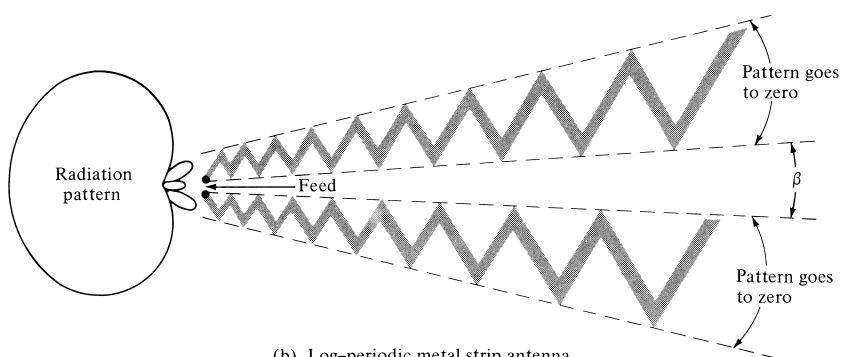 Pattern goes
to zero
Radiation
pattern
Feed
β
Pattern goes
to zero
(b) Log–periodic metal strip antenna